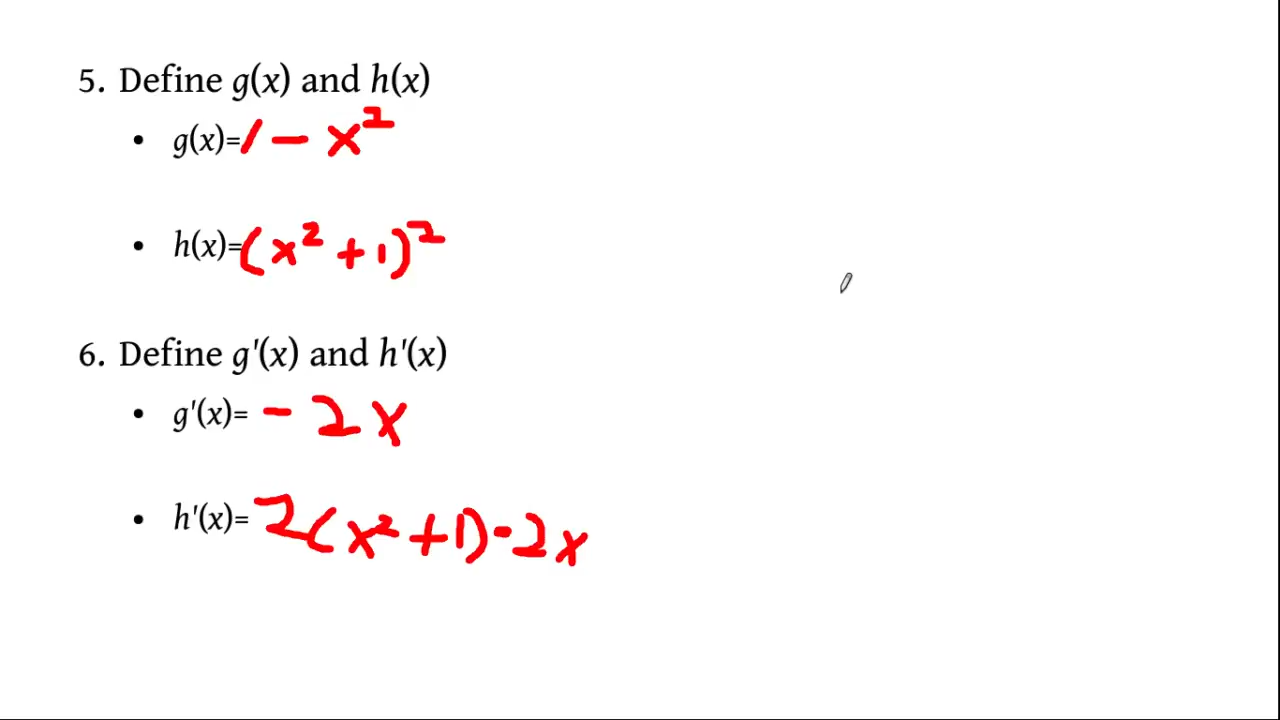 5. Define g(x) and h(x)
• g(x)=1 - x²
• h(x)=(x² + 1)²
6. Define g'(x) and h'(x)
• g'(x)= - 2x
• h'(x)= 2(x² + 1)·2x